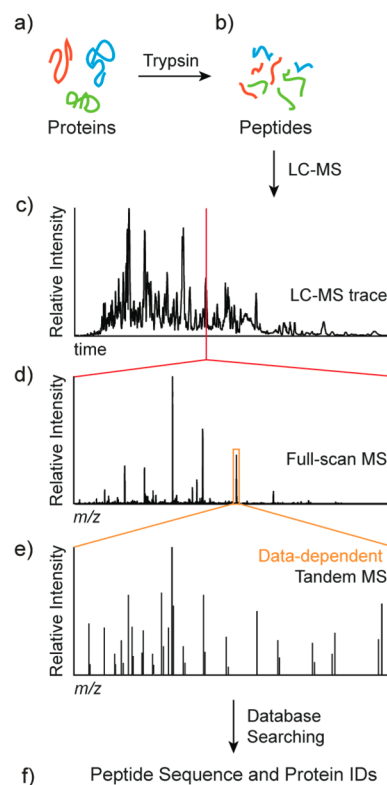 a)
Trypsin
b)
Proteins
Peptides
LC-MS
c)
Relative Intensity
LC-MS trace
time
d)
Relative Intensity
Full-scan MS
m/z
e)
Relative Intensity
Data-dependent
Tandem MS
m/z
Database
Searching
f)
Peptide Sequence and Protein IDs